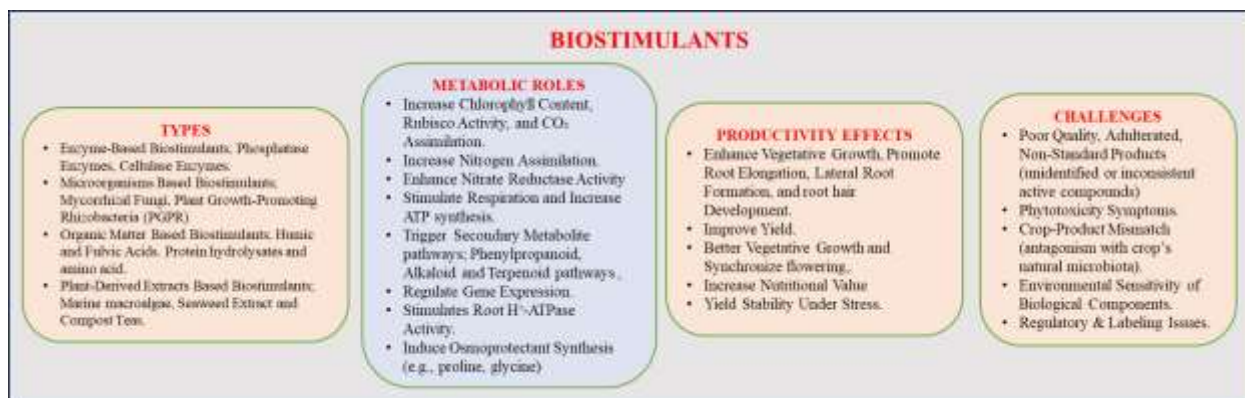 BIOSTIMULANTS
TYPES
• Enzyme-Based Biostimulants; Phosphatase
Enzymes, Cellulase Enzymes.
• Microorganisms Based Biostimulants;
Mycorrhizal Fungi, Plant Growth-Promoting
Rhizobacteria (PGPR)
• Organic Matter Based Biostimulants; Humic
and Fulvic Acids. Protein hydrolysates and
amino acid.
• Plant-Derived Extracts Based Biostimulants;
Marine macroalgae, Seaweed Extract and
Compost Teas.
METABOLIC ROLES
• Increase Chlorophyll Content,
Rubisco Activity, and CO₂
Assimilation.
• Increase Nitrogen Assimilation.
• Enhance Nitrate Reductase Activity
• Stimulate Respiration and Increase
ATP synthesis.
• Trigger Secondary Metabolite
pathways; Phenylpropanoid,
Alkaloid and Terpenoid pathways.
• Regulate Gene Expression.
• Stimulates Root H⁺-ATPase
Activity.
• Induce Osmoprotectant Synthesis
(e.g., proline, glycine)
PRODUCTIVITY EFFECTS
• Enhance Vegetative Growth, Promote
Root Elongation, Lateral Root
Formation, and root hair
Development.
• Improve Yield.
• Better Vegetative Growth and
Synchronize flowering.
• Increase Nutritional Value
• Yield Stability Under Stress.
CHALLENGES
• Poor Quality, Adulterated,
Non-Standard Products
(unidentified or inconsistent
active compounds)
• Phytotoxicity Symptoms.
• Crop-Product Mismatch
(antagonism with crop's
natural microbiota).
• Environmental Sensitivity of
Biological Components.
• Regulatory & Labeling Issues.